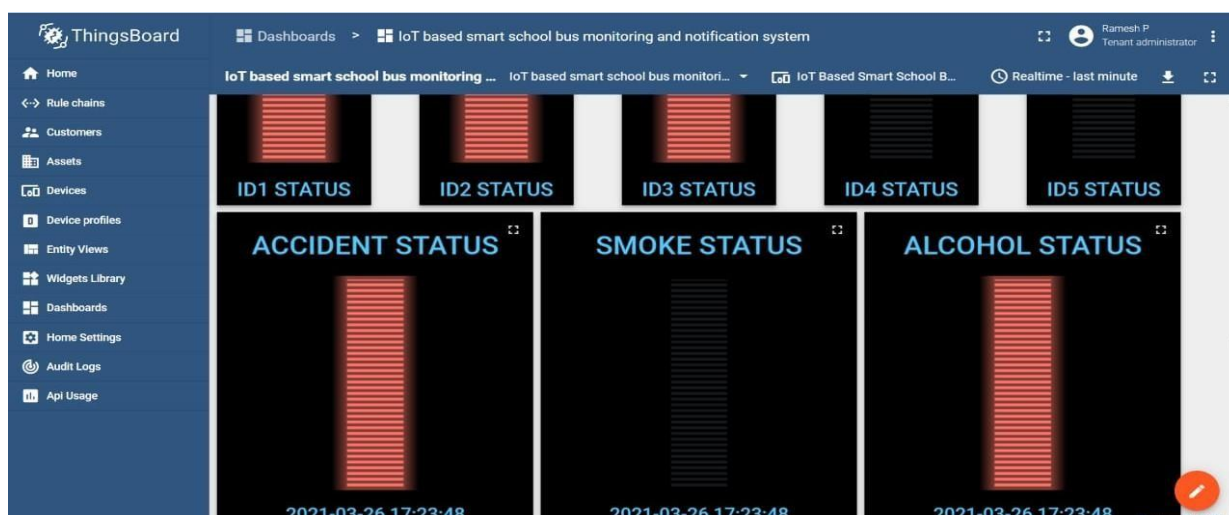 ThingsBoard
Dashboards > IoT based smart school bus monitoring and notification system
Ramesh P
Tenant administrator
Home
Rule chains
Customers
Assets
Devices
Device profiles
Entity Views
Widgets Library
Dashboards
Home Settings
Audit Logs
Api Usage
IoT based smart school bus monitoring ... IoT based smart school bus monitori... IoT Based Smart School B... Realtime - last minute
ID1 STATUS
ID2 STATUS
ID3 STATUS
ID4 STATUS
ID5 STATUS
ACCIDENT STATUS
SMOKE STATUS
ALCOHOL STATUS
2021-03-26 17:23:48
2021-03-26 17:23:48
2021-03-26 17:23:48